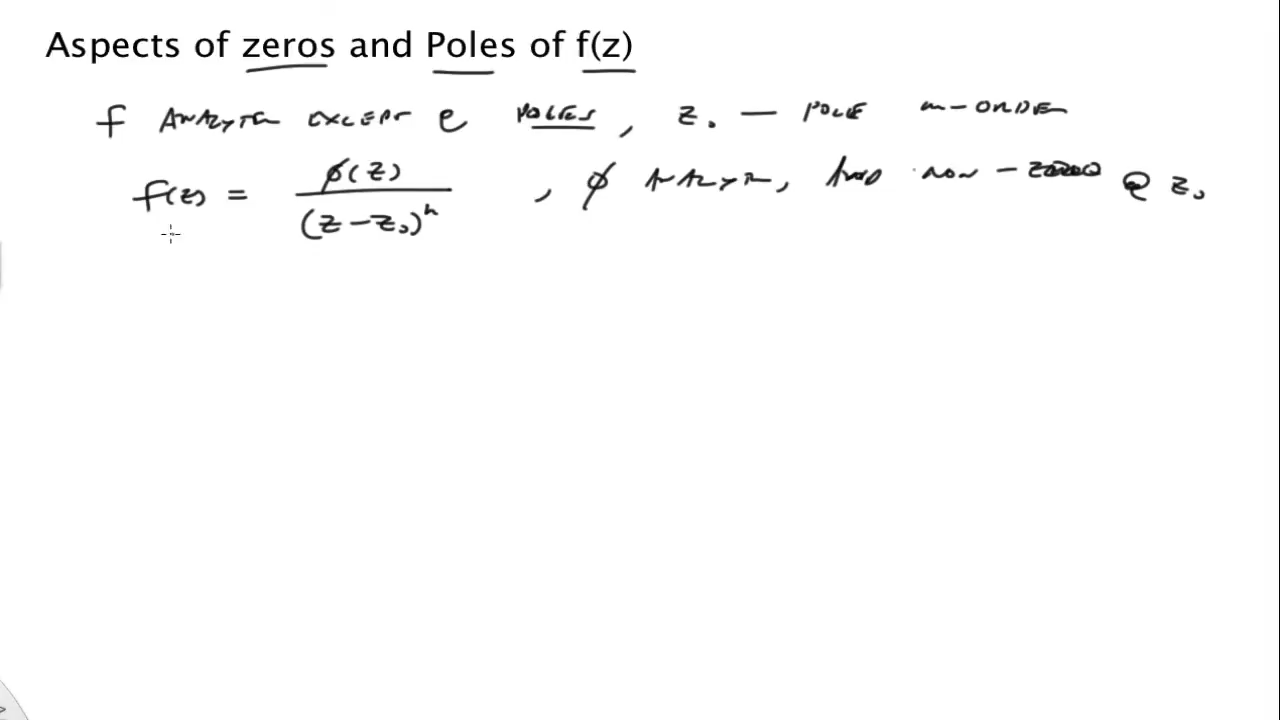 Aspects of zeros and Poles of f(z)
f ANALYTIC EXCEPT @ POLES, z₀ — POLE m-ORDER
f(z) = φ(z) / (z-z₀)ᵐ , φ ANALYTIC, AND NON-ZERO @ z₀